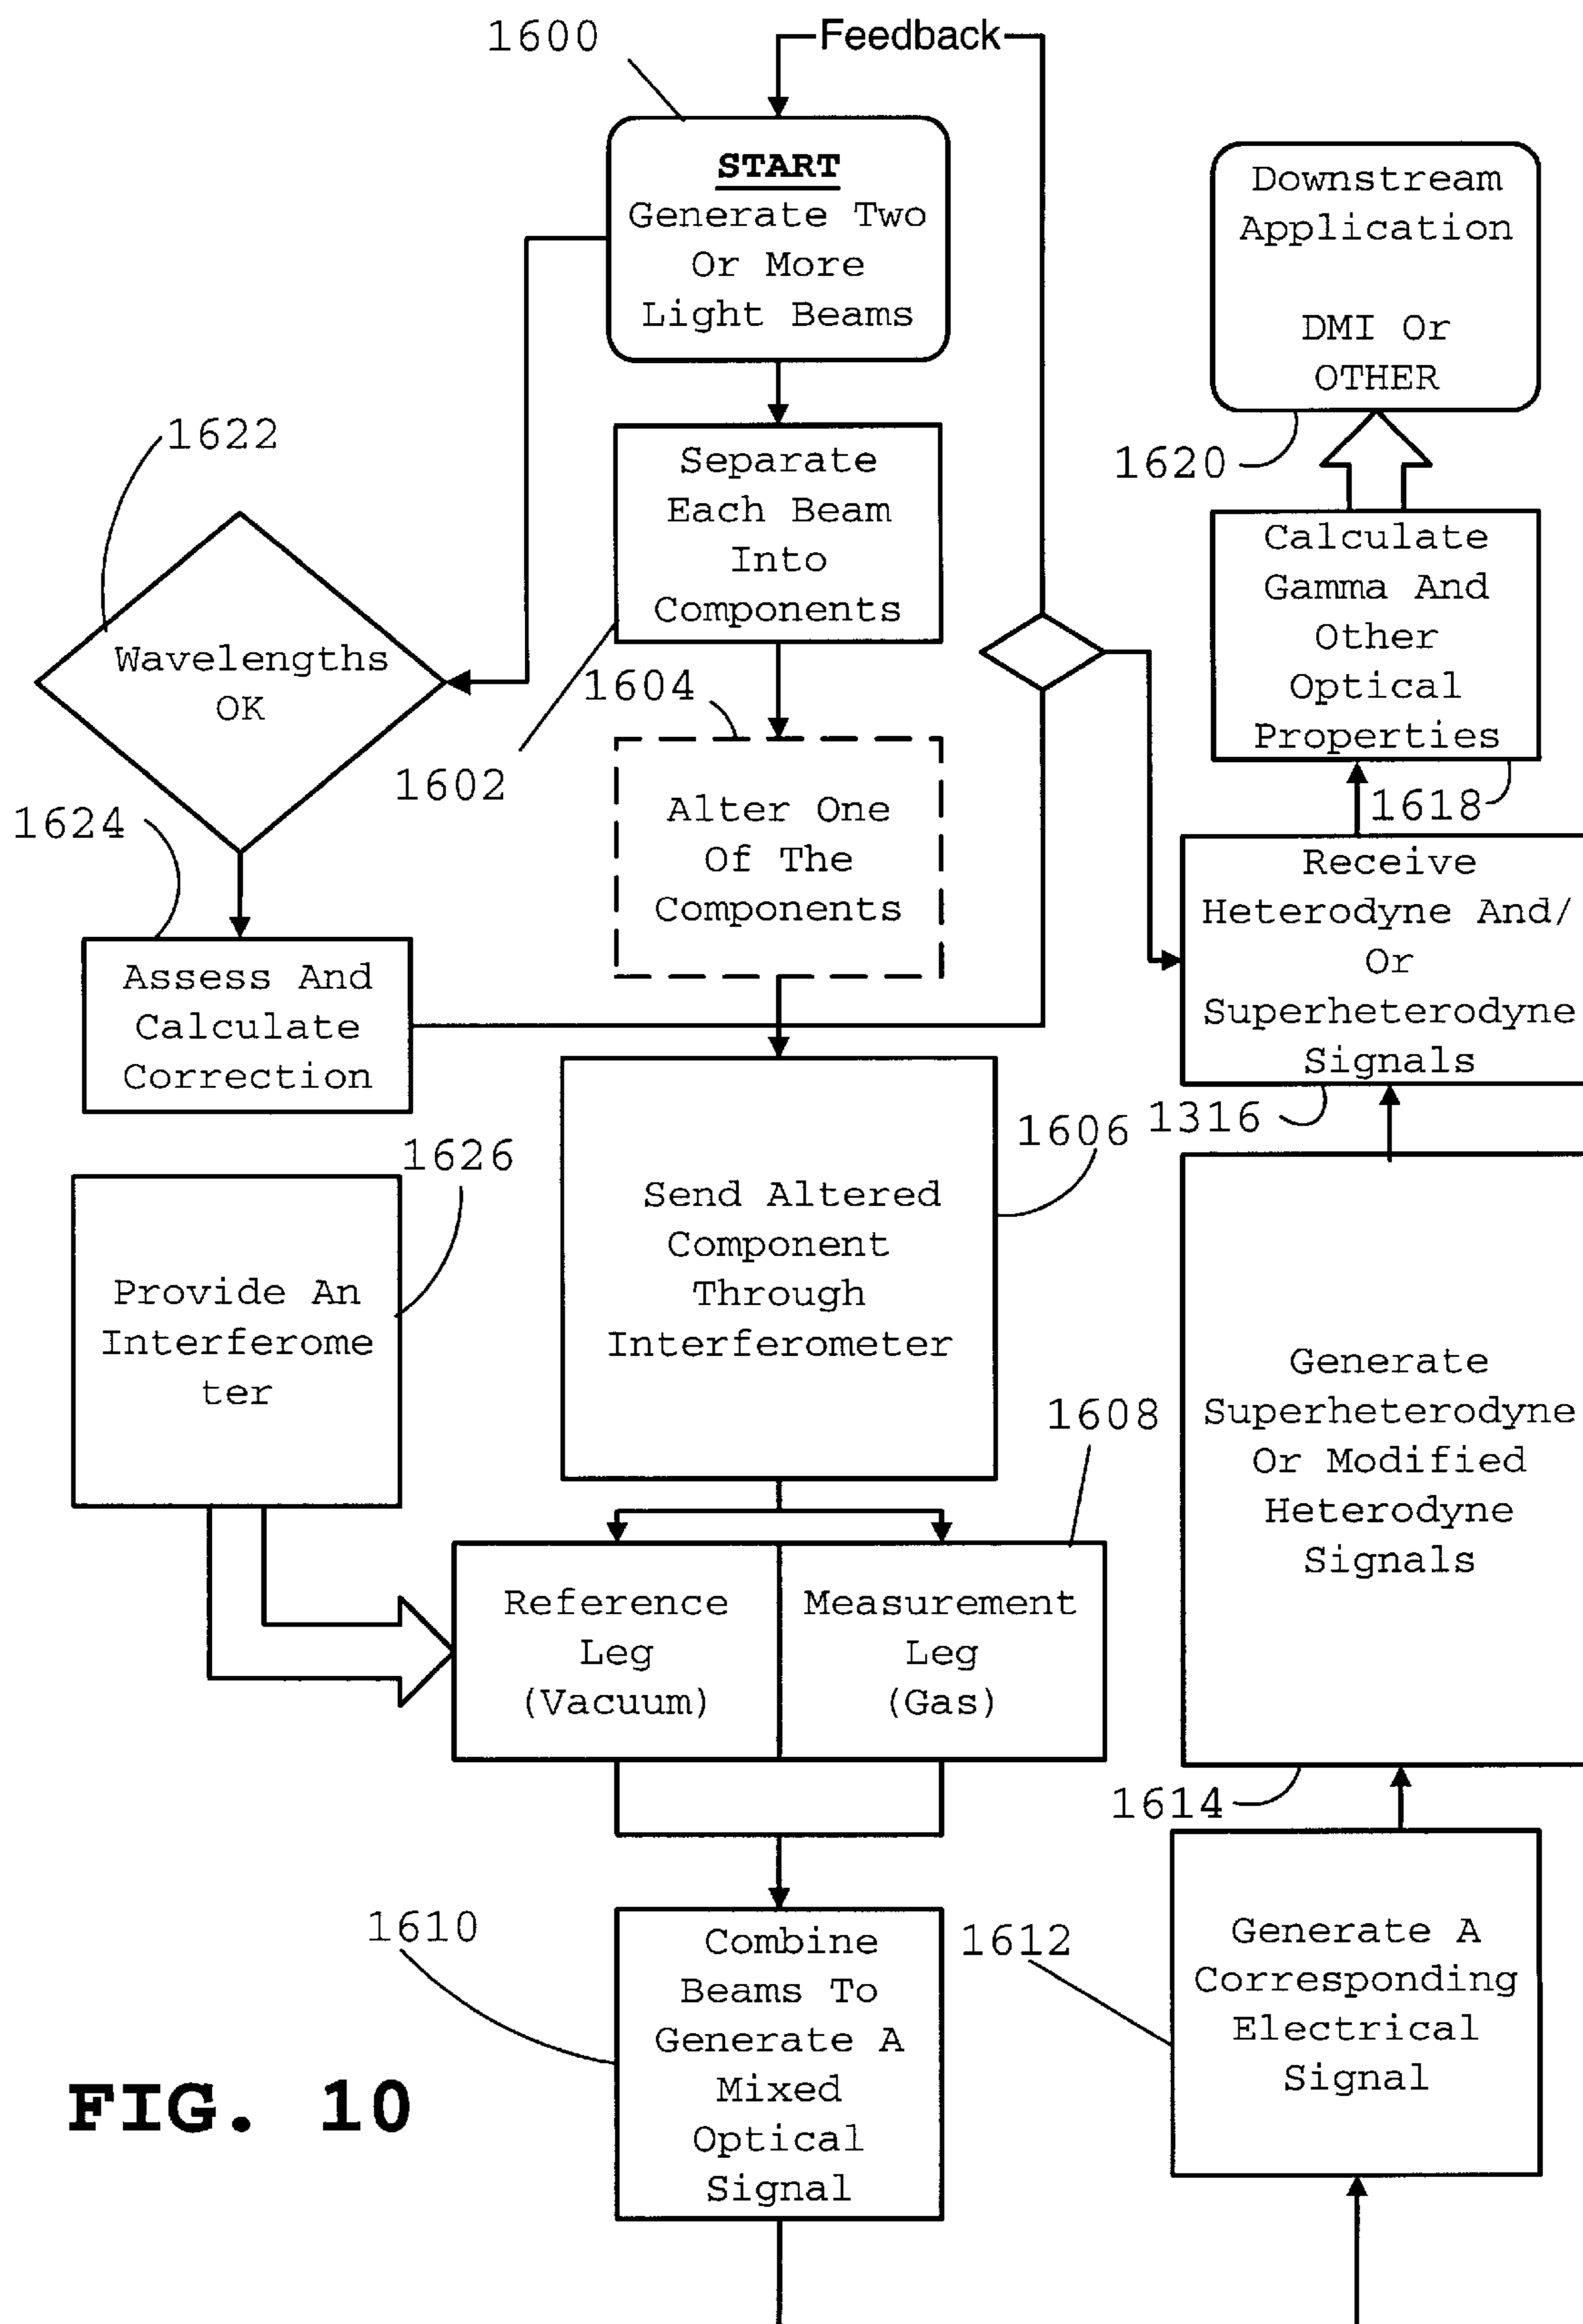 1600
Feedback
START
Generate Two
Or More
Light Beams
Downstream
Application
DMI Or
OTHER
1620
1622
Separate
Each Beam
Into
Components
1602
Wavelengths
OK
1624
Assess And
Calculate
Correction
1604
Alter One
Of The
Components
Calculate
Gamma And
Other
Optical
Properties
1618
Receive
Heterodyne And/
Or
Superheterodyne
Signals
1316
1606
Send Altered
Component
Through
Interferometer
1626
Provide An
Interferome
ter
1608
Reference
Leg
(Vacuum)
Measurement
Leg
(Gas)
Generate
Superheterodyne
Or Modified
Heterodyne
Signals
1614
1610
Combine
Beams To
Generate A
Mixed
Optical
Signal
1612
Generate A
Corresponding
Electrical
Signal
FIG. 10